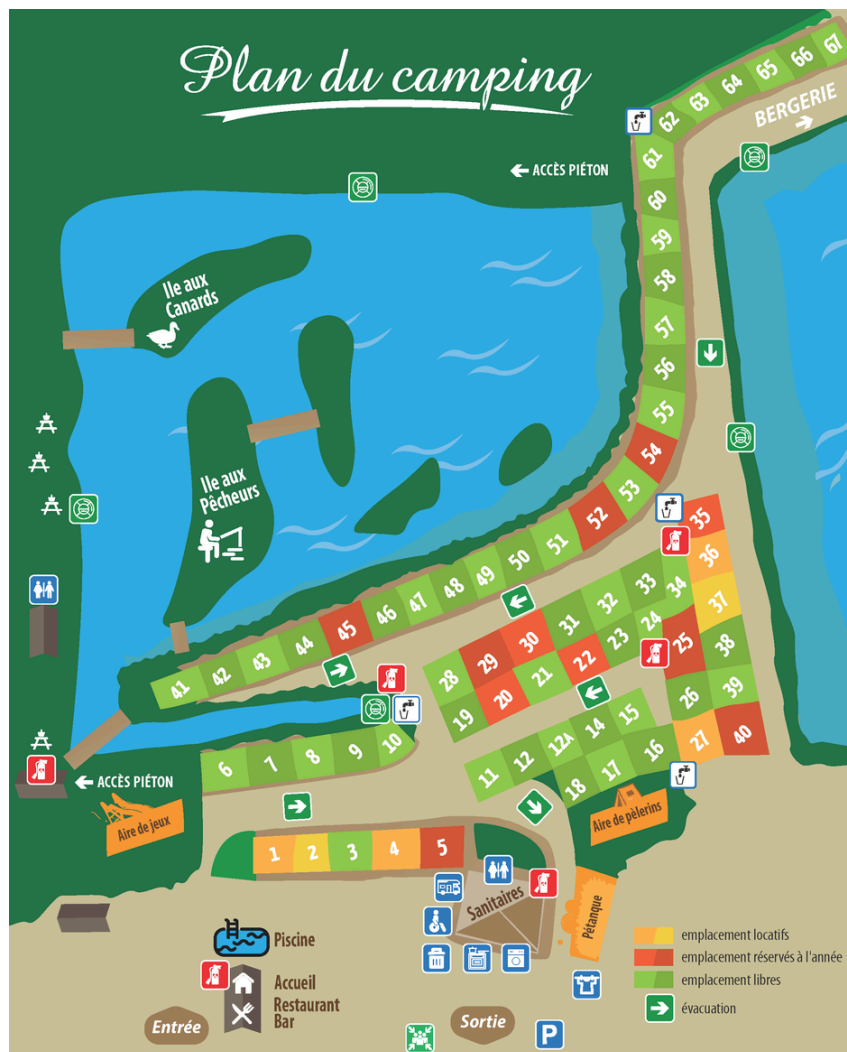 Plan du camping
BERGERIE
ACCÈS PIÉTON
67
66
65
64
63
62
61
60
59
58
57
56
55
54
53
52
51
50
49
48
47
46
45
44
43
42
41
Ile aux
Canards
Ile aux
Pêcheurs
35
36
37
38
39
40
34
33
32
31
30
29
28
24
25
23
22
21
20
19
26
27
15
14
12A
12
11
16
17
18
6
7
8
9
10
ACCÈS PIÉTON
Aire de jeux
Aire de pèlerins
1
2
3
4
5
Sanitaires
Pétanque
Piscine
Accueil
Restaurant
Bar
Entrée
Sortie
P
emplacement locatifs
emplacement réservés à l'année
emplacement libres
évacuation